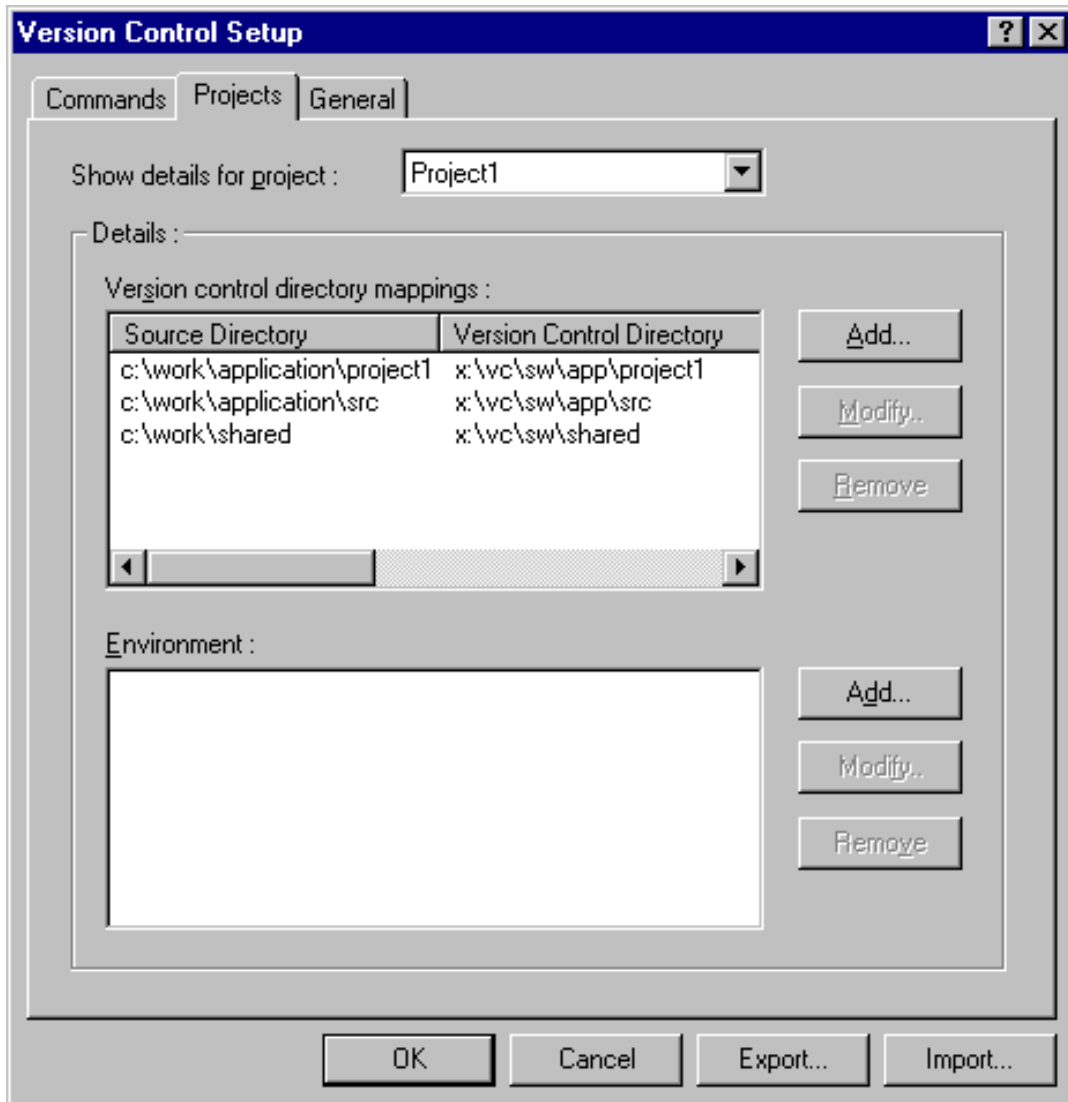 Version Control Setup
Commands Projects General
Show details for project : Project1
Details :
Version control directory mappings :
Source Directory Version Control Directory Add...
c:\work\application\project1 x:\vc\sw\app\project1
c:\work\application\src x:\vc\sw\app\src Modify..
c:\work\shared x:\vc\sw\shared
Remove
Environment :
Add...
Modify..
Remove
OK Cancel Export... Import...